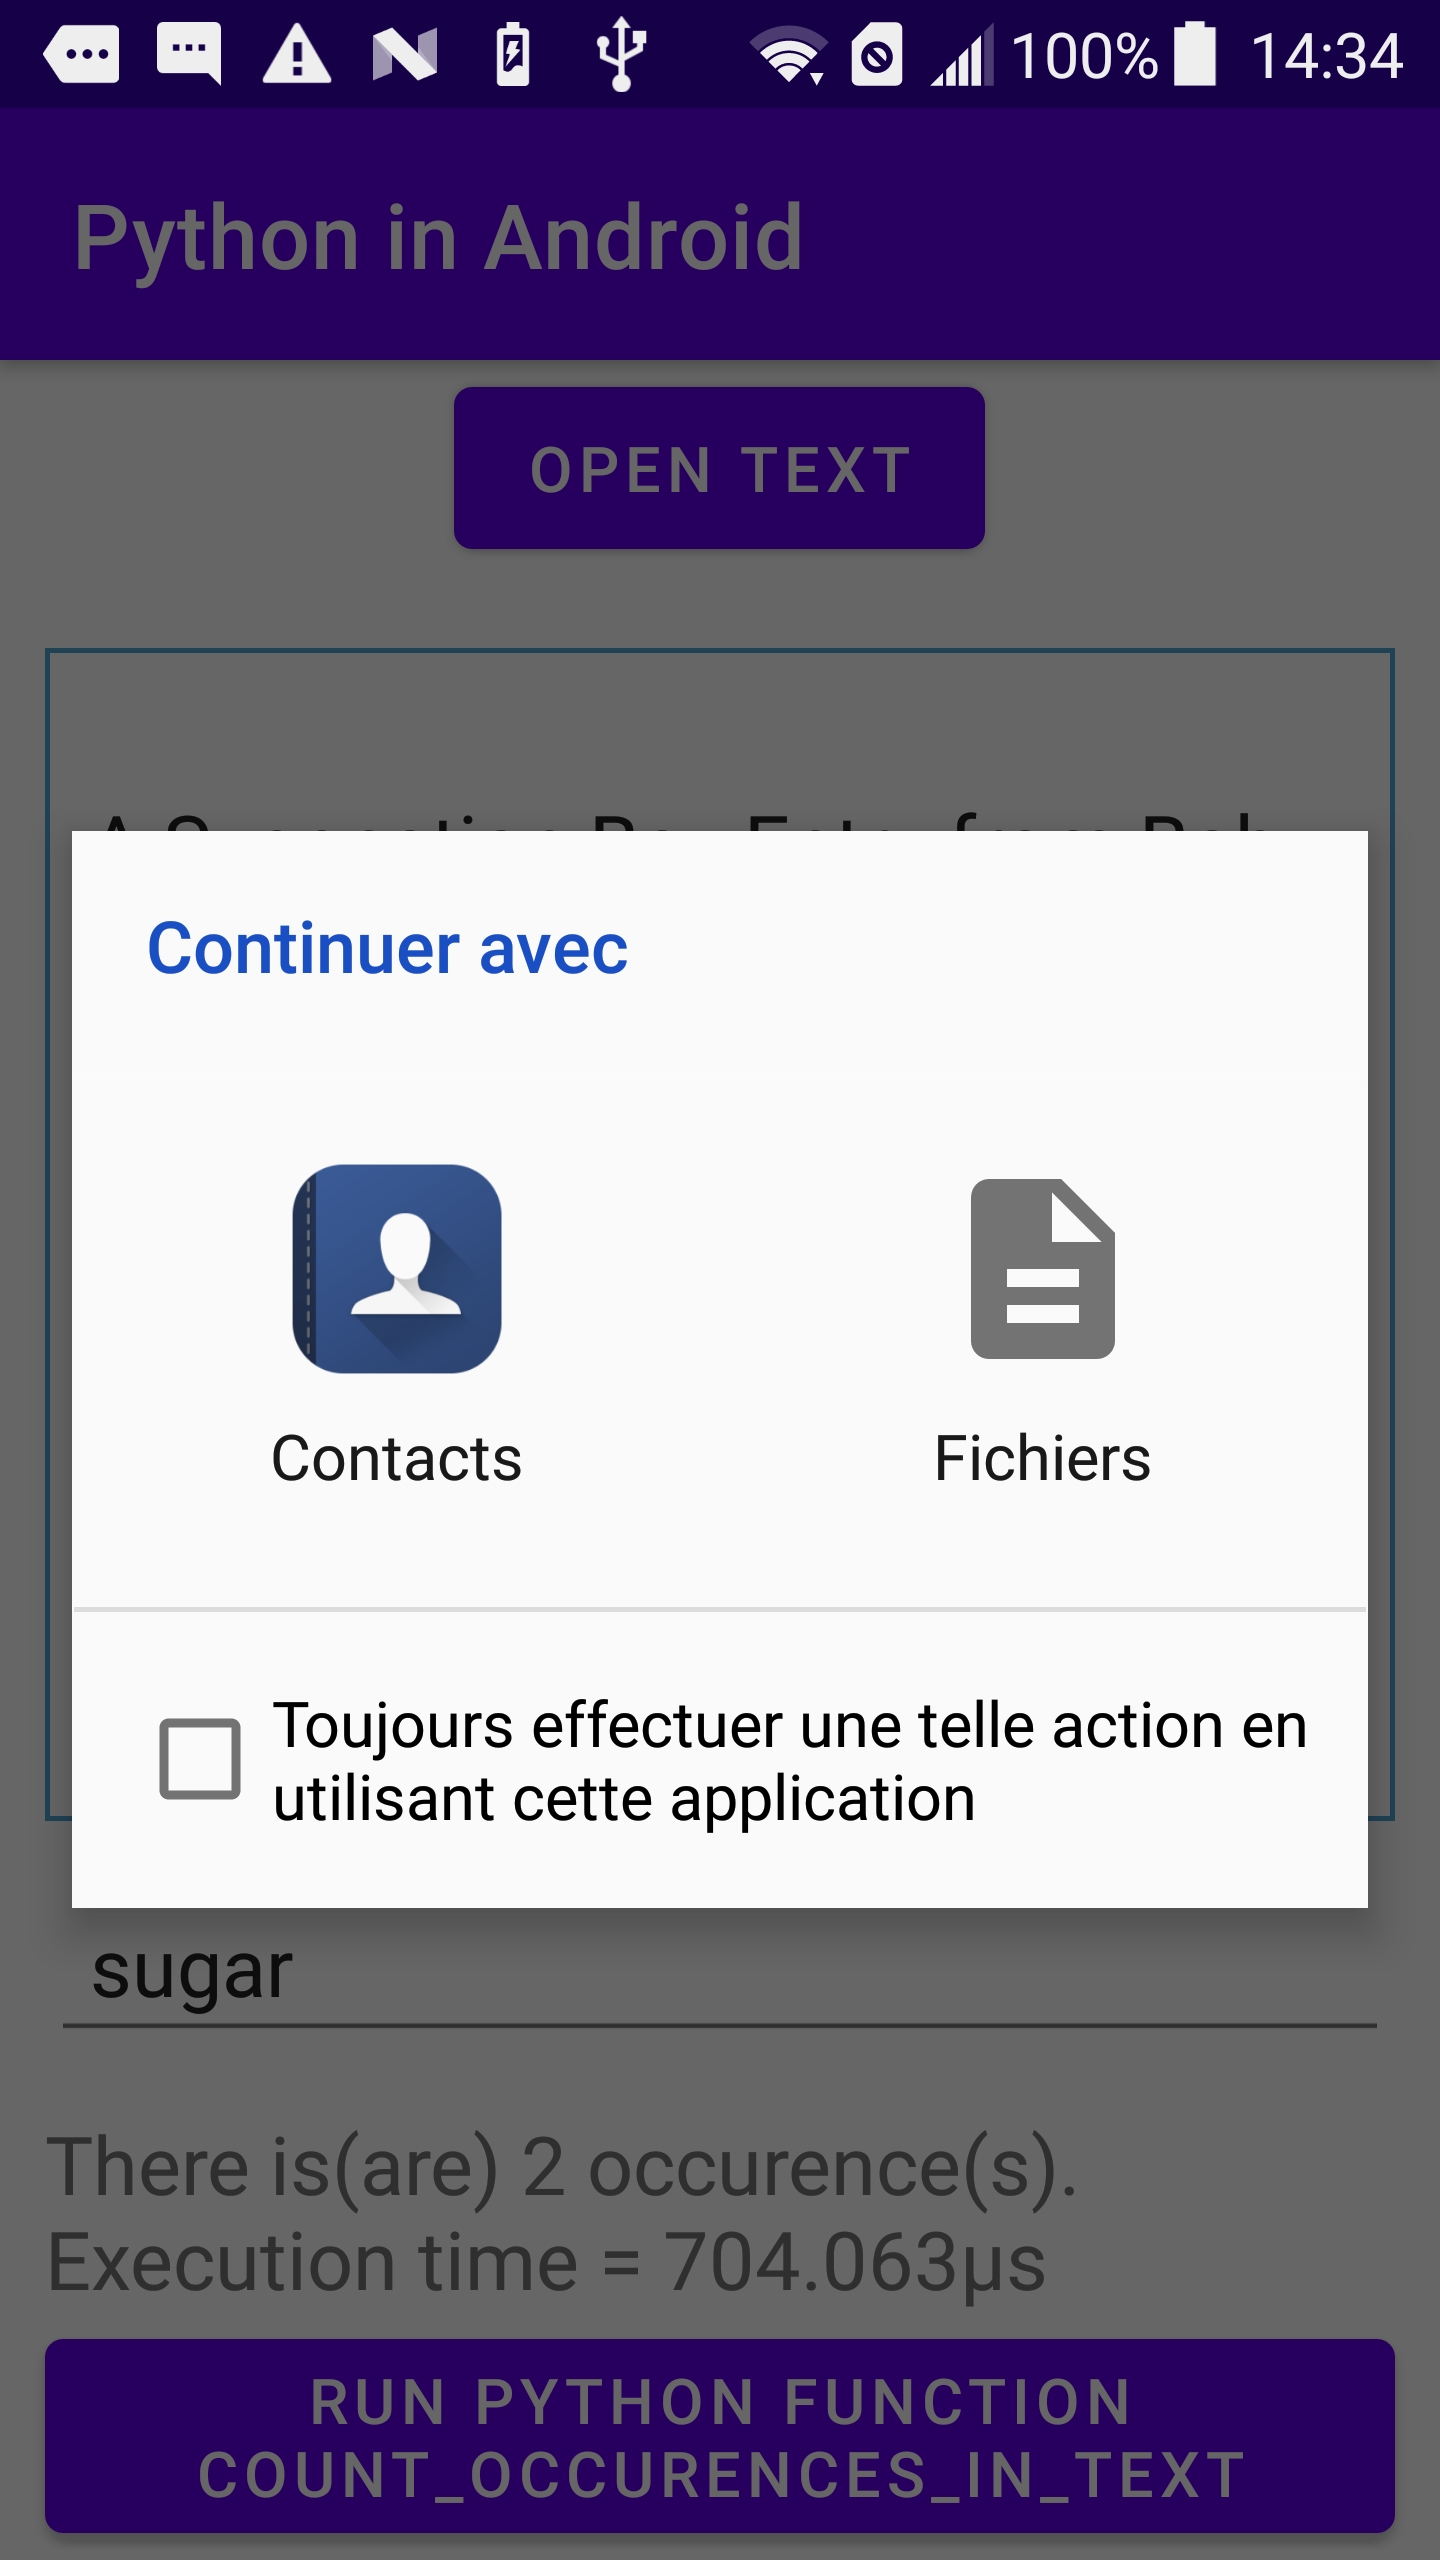 100% 14:34
Python in Android
OPEN TEXT
Continuer avec
Contacts Fichiers
Toujours effectuer une telle action en
utilisant cette application
sugar
There is(are) 2 occurence(s).
Execution time = 704.063µs
RUN PYTHON FUNCTION
COUNT_OCCURENCES_IN_TEXT